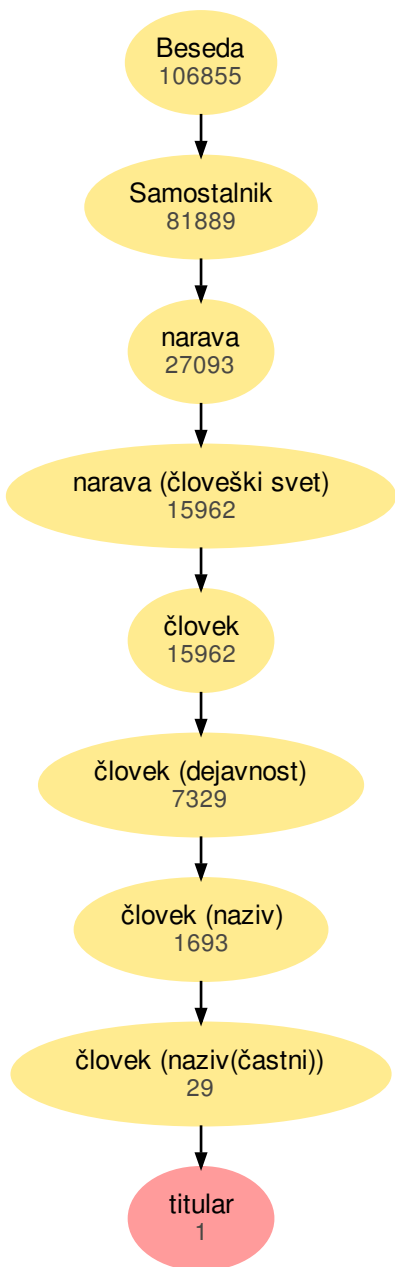 Beseda
106855
Samostalnik
81889
narava
27093
narava (človeški svet)
15962
človek
15962
človek (dejavnost)
7329
človek (naziv)
1693
človek (naziv(častni))
29
titular
1